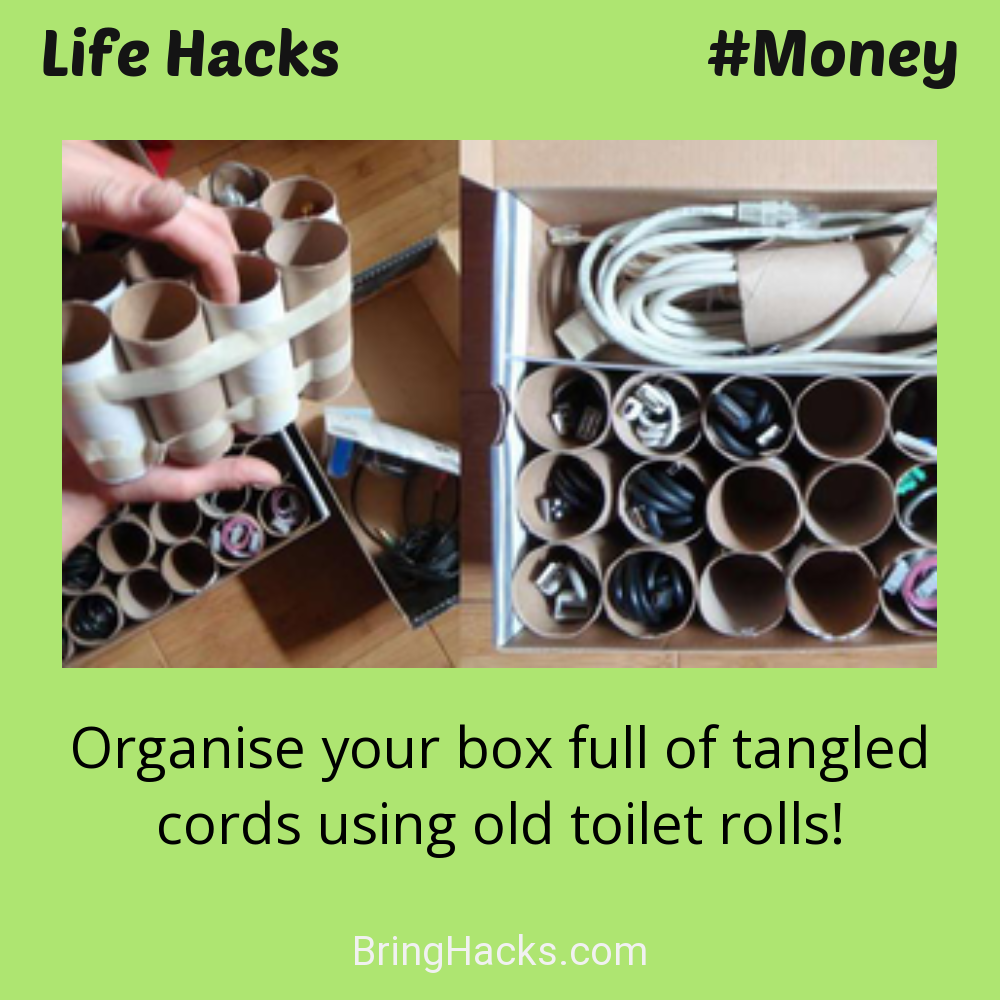 Life Hacks
#Money
Organise your box full of tangled
cords using old toilet rolls!
BringHacks.com